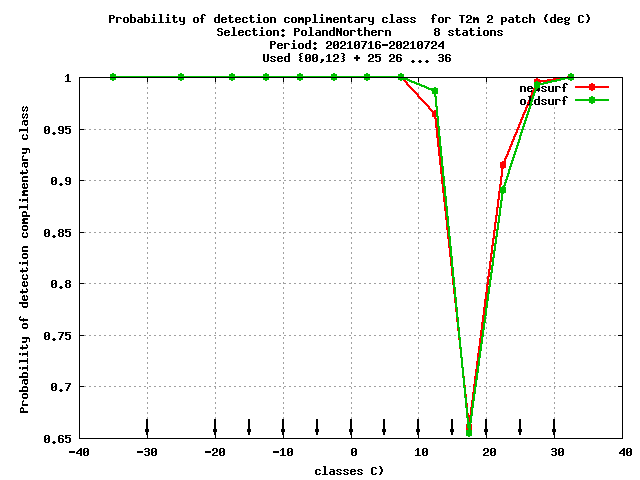 Probability of detection complimentary class  for T2m 2 patch (deg C)
Selection: PolandNorthern      8 stations
Period: 20210716-20210724
Used {00,12} + 25 26 ... 36
Probability of detection complimentary class
1
0.95
0.9
0.85
0.8
0.75
0.7
0.65
newsurf
oldsurf
-40 -30 -20 -10 0 10 20 30 40
classes C)